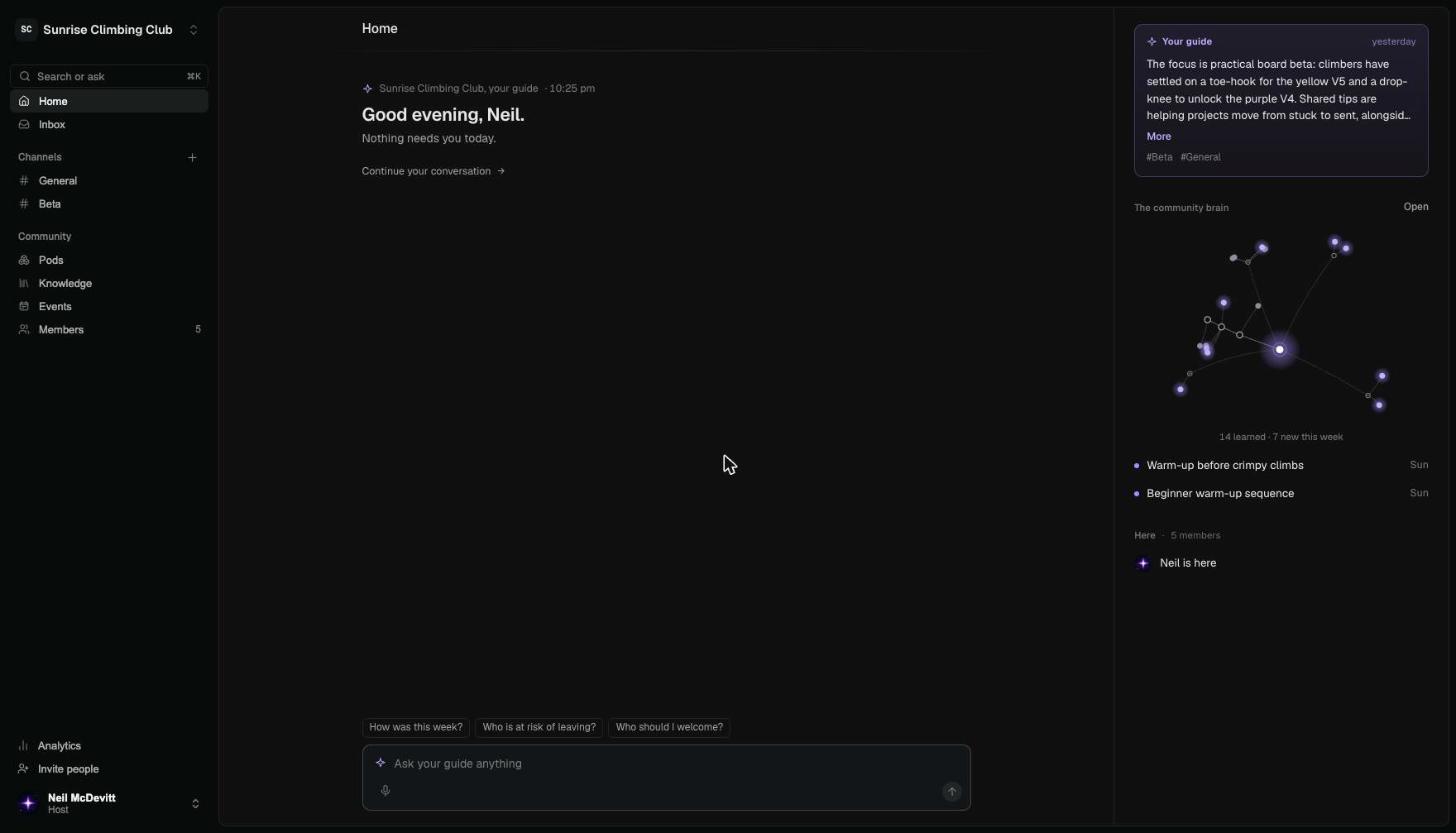 SC Sunrise Climbing Club
Search or ask ⌘K
Home
Inbox
Channels
General
Beta
Community
Pods
Knowledge
Events
Members 5
Analytics
Invite people
Neil McDevitt
Host
Home
Sunrise Climbing Club, your guide · 10:25 pm
Good evening, Neil.
Nothing needs you today.
Continue your conversation →
How was this week? Who is at risk of leaving? Who should I welcome?
Ask your guide anything
Your guide yesterday
The focus is practical board beta: climbers have
settled on a toe-hook for the yellow V5 and a drop-
knee to unlock the purple V4. Shared tips are
helping projects move from stuck to sent, alongsid…
More
#Beta #General
The community brain Open
14 learned · 7 new this week
Warm-up before crimpy climbs Sun
Beginner warm-up sequence Sun
Here · 5 members
Neil is here